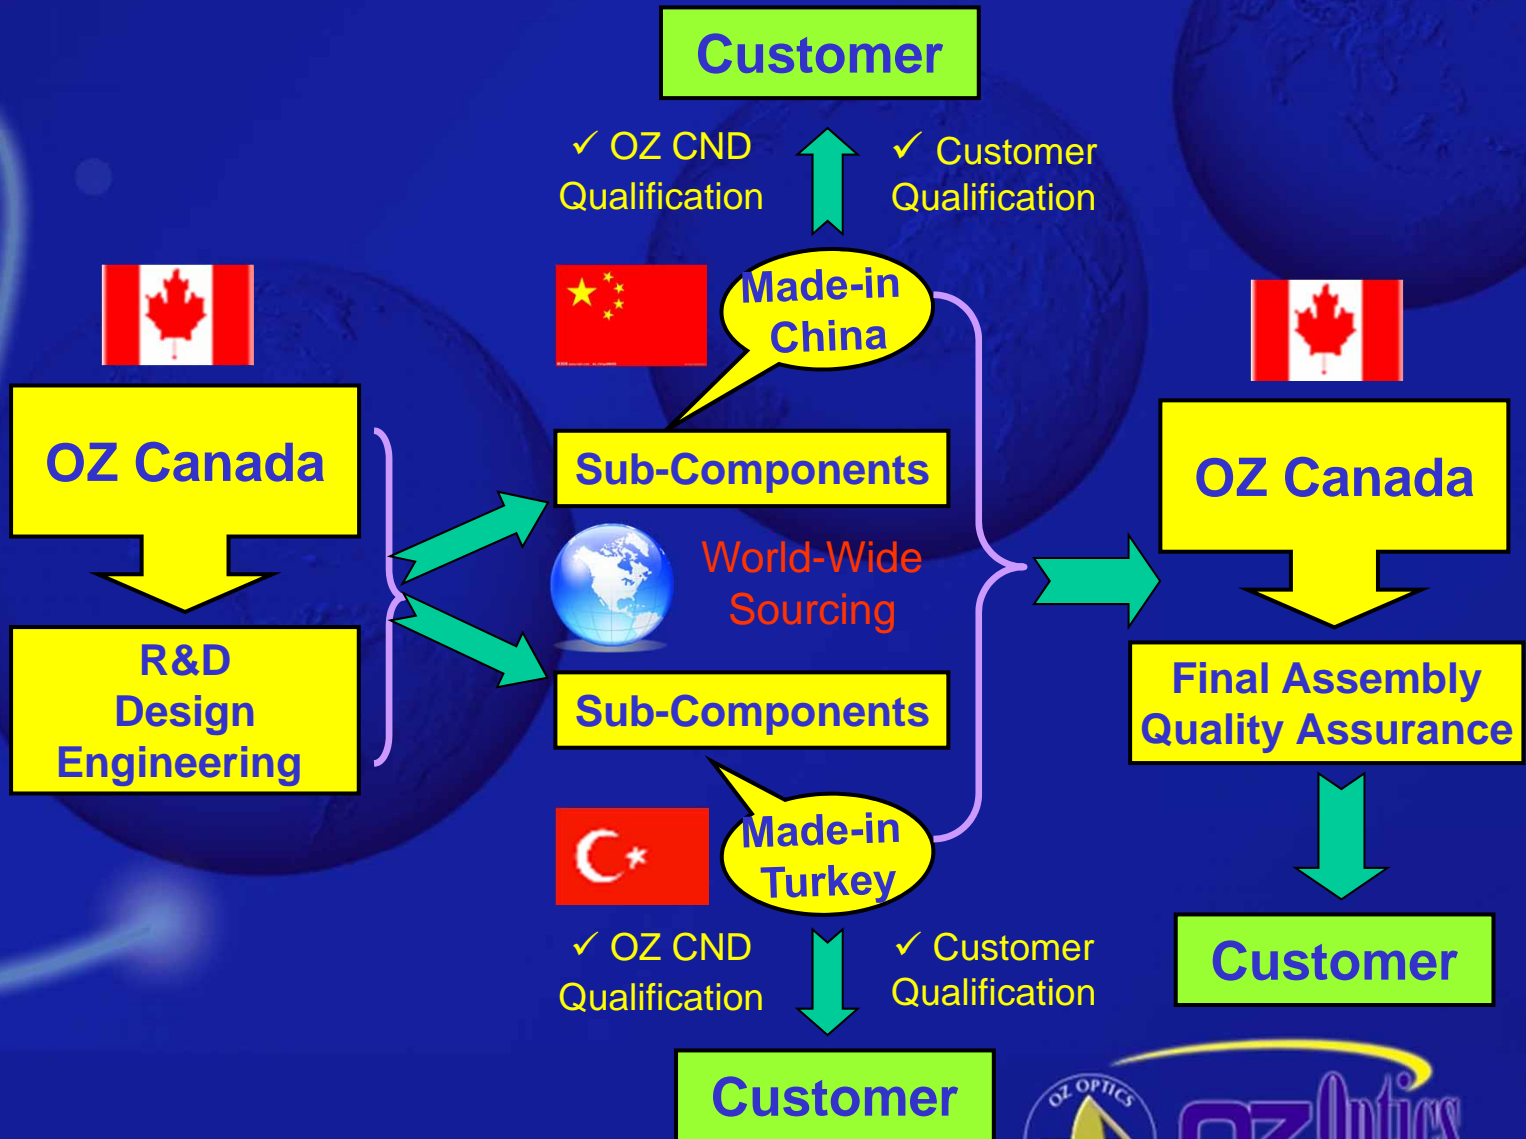 Customer
✓ OZ CND
Qualification
✓ Customer
Qualification
Made-in
China
OZ Canada
R&D
Design
Engineering
Sub-Components
World-Wide
Sourcing
Sub-Components
Made-in
Turkey
✓ OZ CND
Qualification
✓ Customer
Qualification
Customer
OZ Canada
Final Assembly
Quality Assurance
Customer
OZ OPTICS
OZ Optics